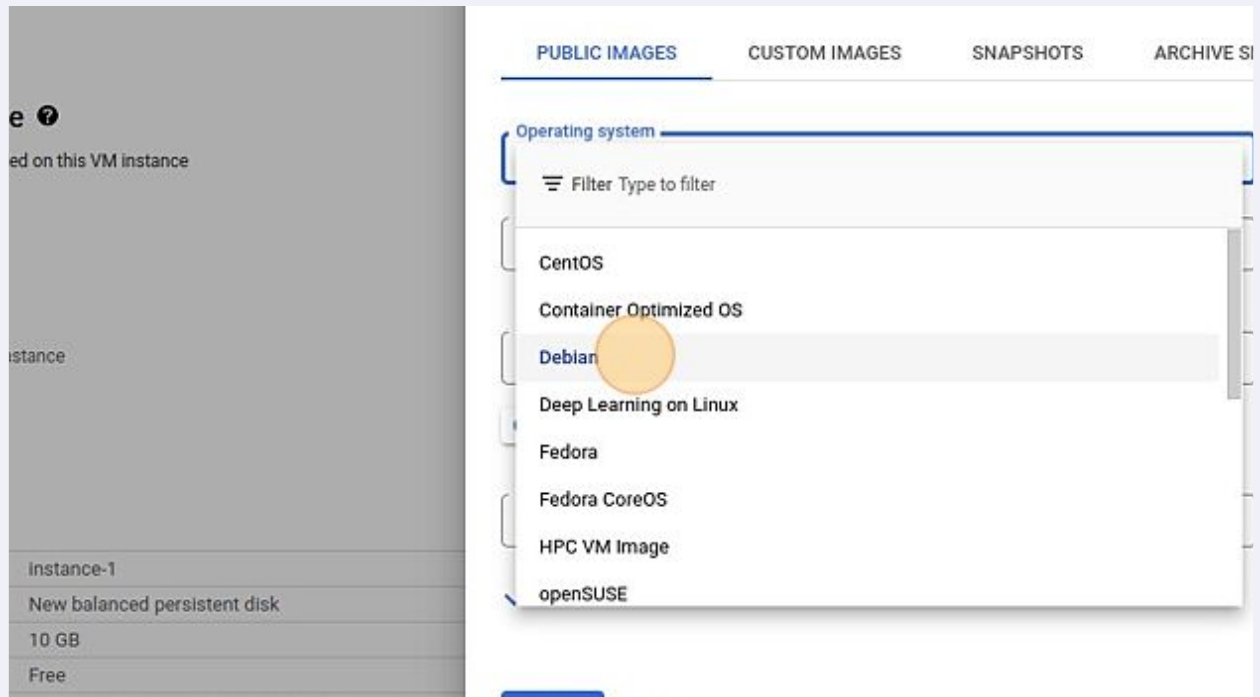 PUBLIC IMAGES CUSTOM IMAGES SNAPSHOTS ARCHIVE
e
ed on this VM instance
Operating system
Filter Type to filter
CentOS
Container Optimized OS
stance
Debian
Deep Learning on Linux
Fedora
Fedora CoreOS
HPC VM Image
openSUSE
instance-1
New balanced persistent disk
10 GB
Free